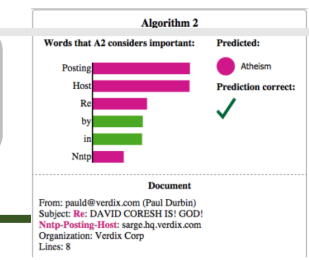 Algorithm 2
Words that A2 considers important:
Predicted:
Posting
Host
Re
by
in
Nntp
Atheism
Prediction correct:
Document
From: pauld@verdix.com (Paul Durbin)
Subject: Re: DAVID CORESH IS! GOD!
Nntp-Posting-Host: sarge.hq.verdix.com
Organization: Verdix Corp
Lines: 8